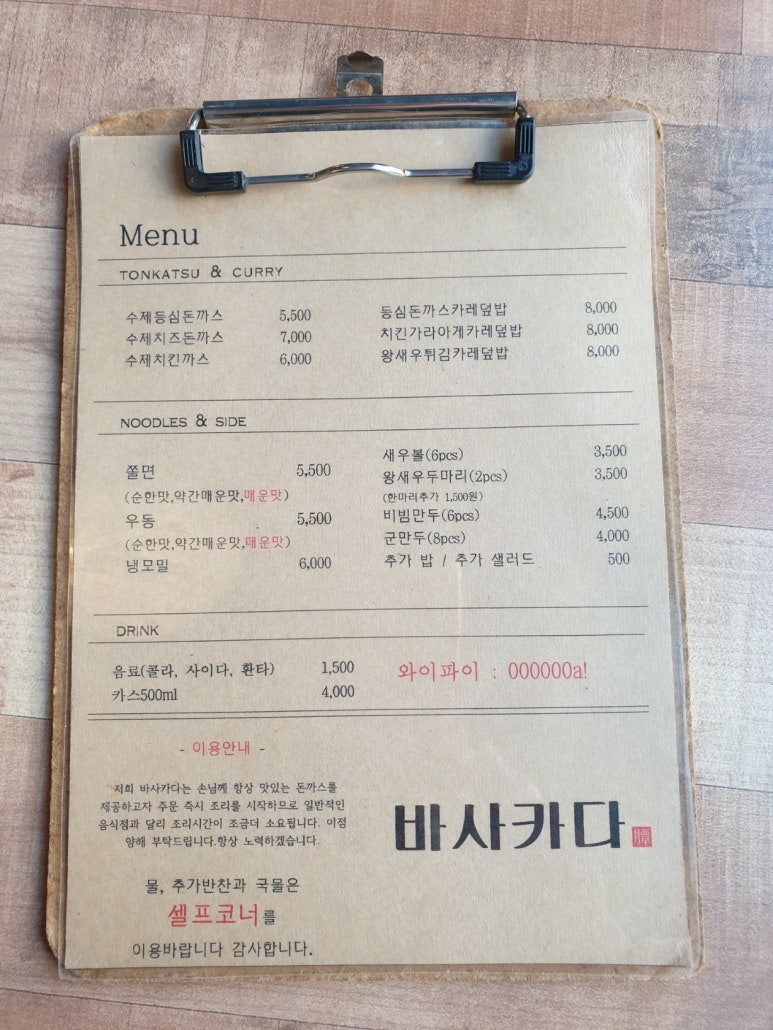 Menu
TONKATSU & CURRY
수제등심돈까스 5,500
수제치즈돈까스 7,000
수제치킨까스 6,000
등심돈까스카레덮밥 8,000
치킨가라아게카레덮밥 8,000
왕새우튀김카레덮밥 8,000
NOODLES & SIDE
쫄면 5,500
(순한맛,약간매운맛,매운맛)
우동 5,500
(순한맛,약간매운맛,매운맛)
냉모밀 6,000
새우볼(6pcs) 3,500
왕새우두마리(2pcs) 3,500
(한마리추가 1,500원)
비빔만두(6pcs) 4,500
군만두(8pcs) 4,000
추가 밥 / 추가 샐러드 500
DRINK
음료(콜라, 사이다, 환타) 1,500
카스500ml 4,000
와이파이 : 000000a!
- 이용안내 -
저희 바사카다는 손님께 항상 맛있는 돈까스를
제공하고자 주문 즉시 조리를 시작하므로 일반적인
음식점과 달리 조리시간이 조금더 소요됩니다. 이점
양해 부탁드립니다.항상 노력하겠습니다.
물, 추가반찬과 국물은
셀프코너를
이용바랍니다 감사합니다.
바사카다